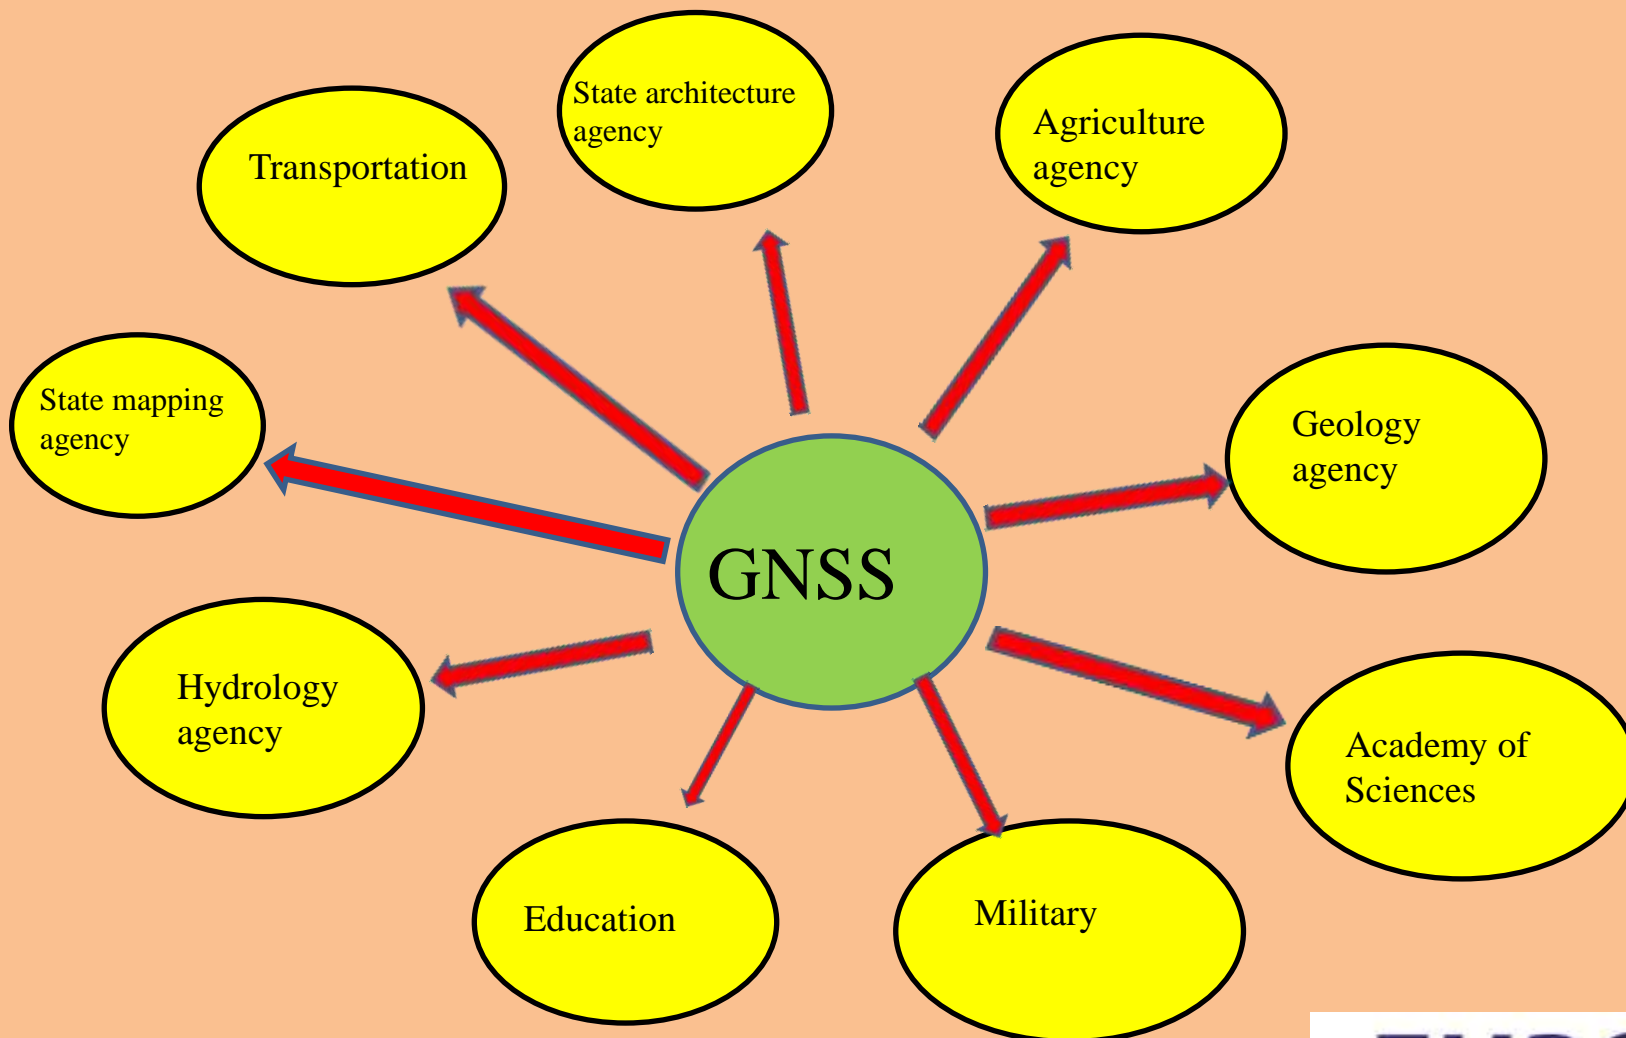 State architecture
agency
Agriculture
agency
Transportation
State mapping
agency
Geology
agency
GNSS
Hydrology
agency
Academy of
Sciences
Education
Military